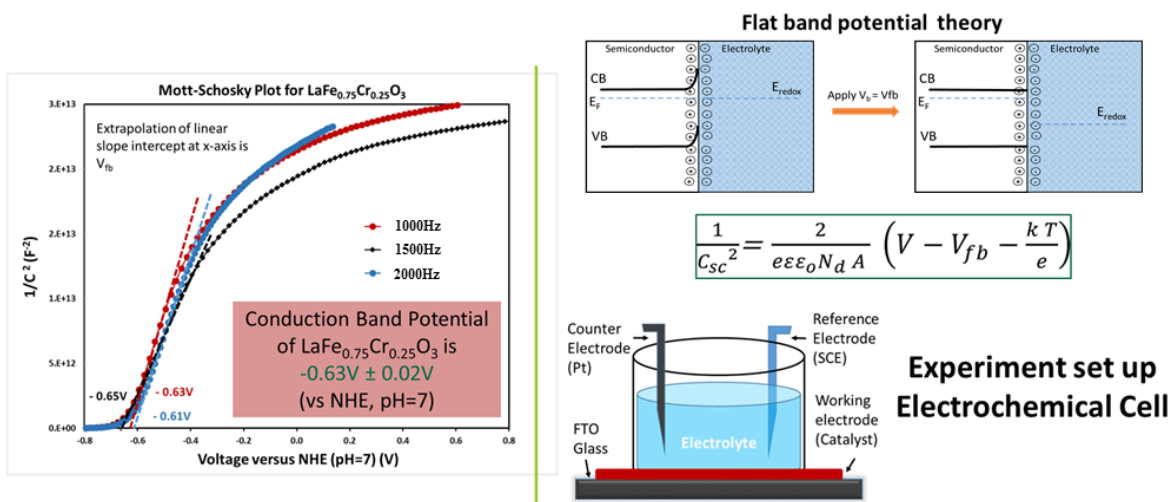 Mott-Schosky Plot for LaFe0.75Cr0.25O3
Extrapolation of linear
slope intercept at x-axis is
Vfb
1/C 2 (F-2)
3.E+13
2.E+13
2.E+13
1.E+13
5.E+12
0.E+00
1000Hz
1500Hz
2000Hz
Conduction Band Potential
of LaFe0.75Cr0.25O3 is
-0.63V ± 0.02V
(vs NHE, pH=7)
- 0.65V
- 0.63V
- 0.61V
-0.8 -0.6 -0.4 -0.2 0.0 0.2 0.4 0.6 0.8
Voltage versus NHE (pH=7) (V)
Flat band potential theory
Semiconductor Electrolyte
CB
EF
VB
Eredox
Apply Vb = Vfb
Semiconductor Electrolyte
CB
EF
VB
Eredox
1/Csc2 = 2/(eεεoNd A) (V − Vfb − k T/e)
Counter
Electrode
(Pt)
Reference
Electrode
(SCE)
Working
electrode
(Catalyst)
FTO
Glass
Electrolyte
Experiment set up
Electrochemical Cell